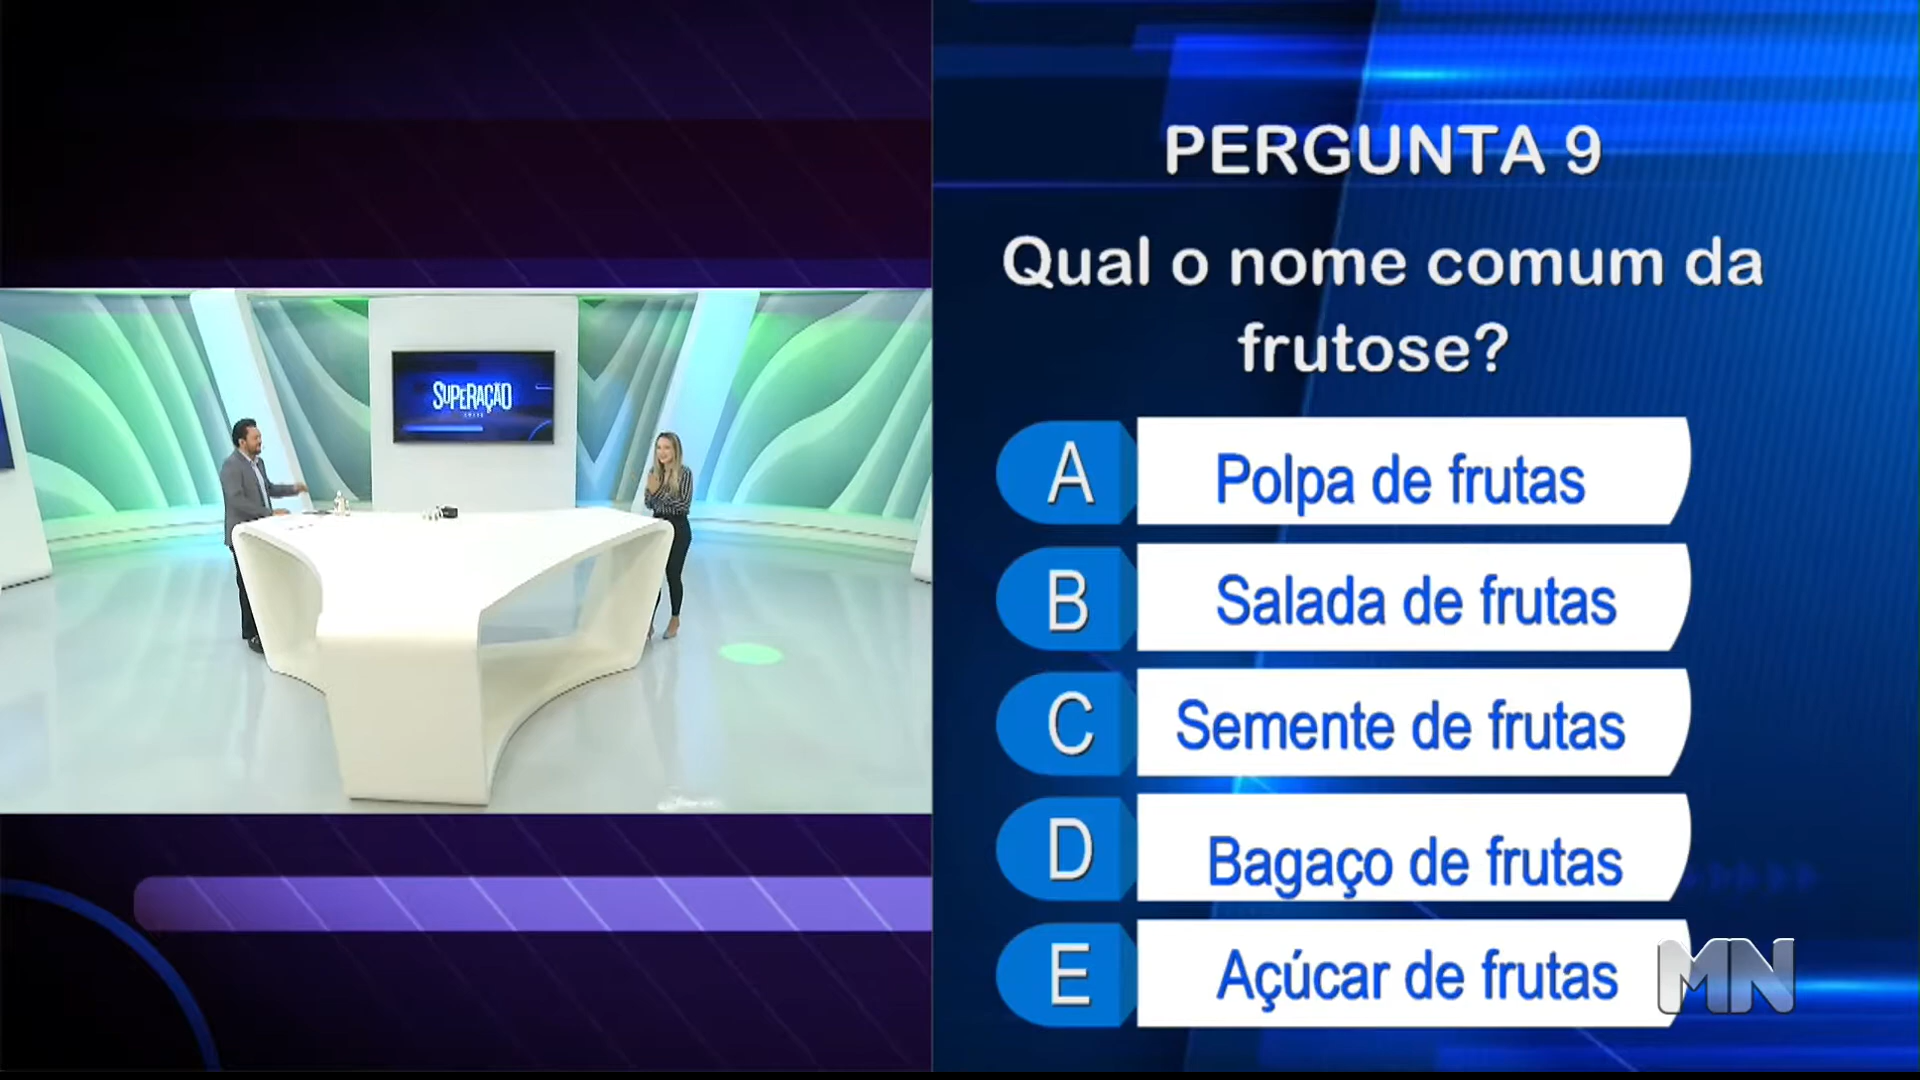 SUPERAÇÃO
PERGUNTA 9
Qual o nome comum da
frutose?
A Polpa de frutas
B Salada de frutas
C Semente de frutas
D Bagaço de frutas
E Açúcar de frutas
MN